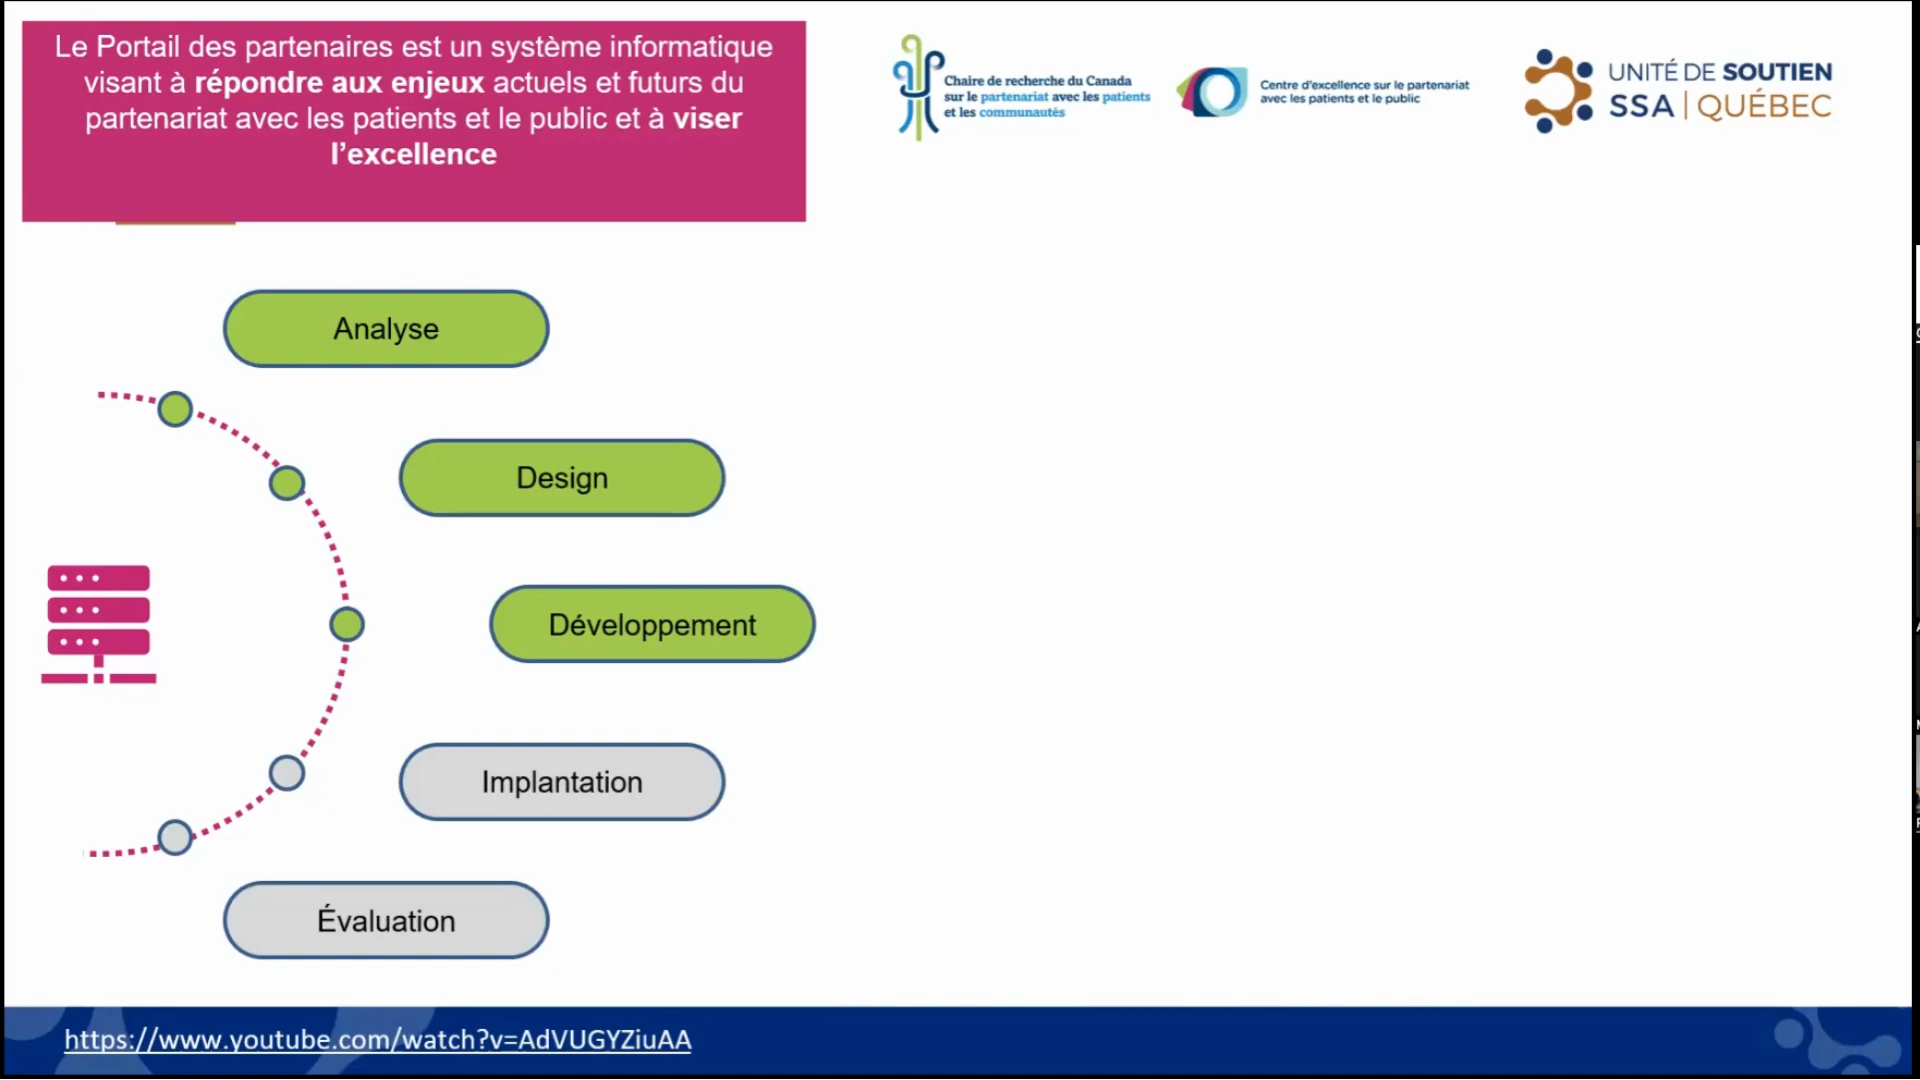 Le Portail des partenaires est un système informatique
visant à répondre aux enjeux actuels et futurs du
partenariat avec les patients et le public et à viser
l’excellence
Chaire de recherche du Canada
sur le partenariat avec les patients
et les communautés
Centre d'excellence sur le partenariat
avec les patients et le public
UNITÉ DE SOUTIEN
SSA | QUÉBEC
Analyse
Design
Développement
Implantation
Évaluation
https://www.youtube.com/watch?v=AdVUGYZiuAA